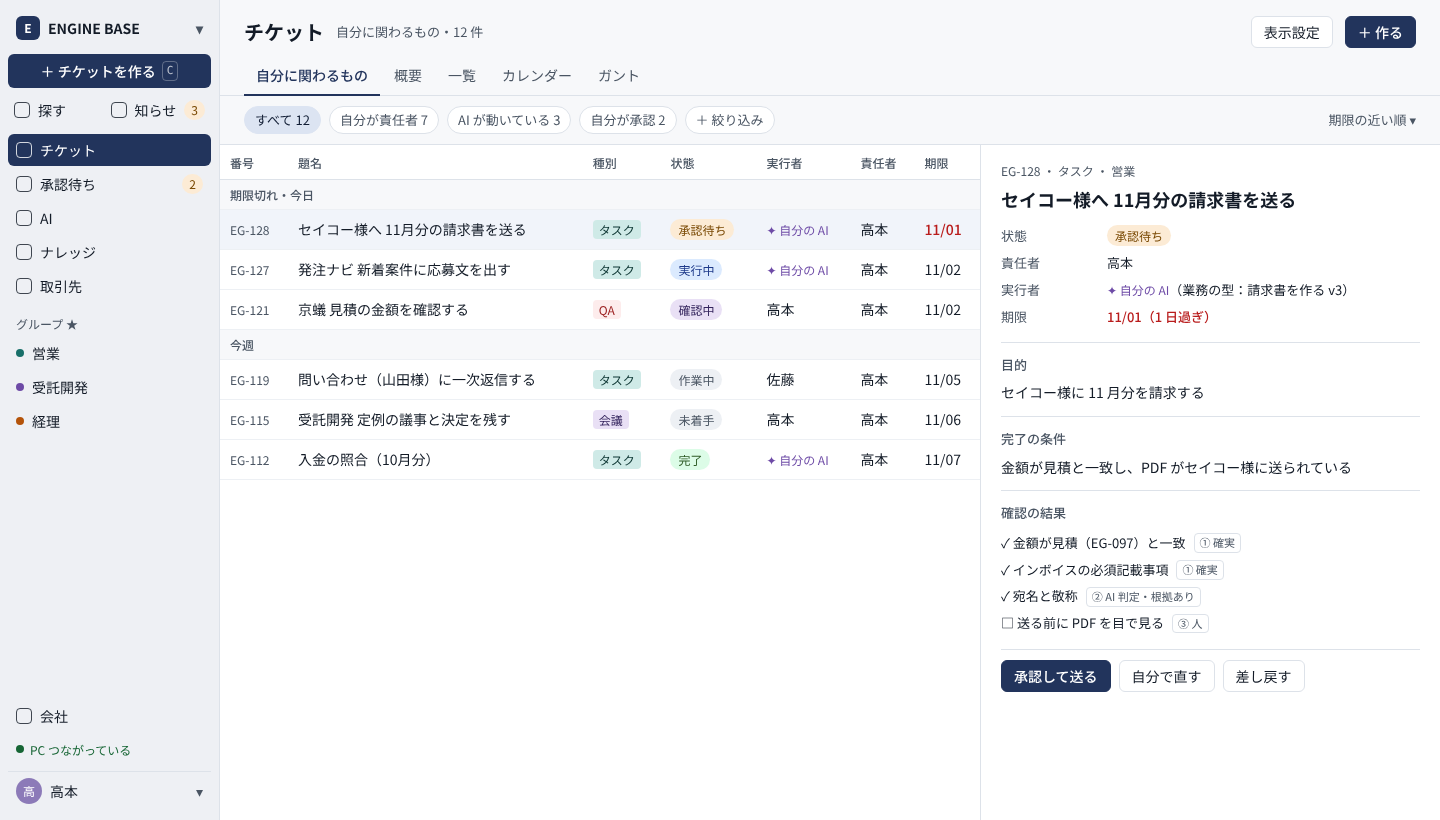 E ENGINE BASE ▾
＋ チケットを作る C
探す 知らせ 3
チケット
承認待ち 2
AI
ナレッジ
取引先
グループ ★
営業
受託開発
経理
会社
PC つながっている
高 高本 ▾
チケット 自分に関わるもの・12 件
表示設定 ＋ 作る
自分に関わるもの 概要 一覧 カレンダー ガント
すべて 12 自分が責任者 7 AI が動いている 3 自分が承認 2 ＋ 絞り込み 期限の近い順 ▾
番号 題名 種別 状態 実行者 責任者 期限
期限切れ・今日
EG-128 セイコー様へ 11月分の請求書を送る タスク 承認待ち ✦ 自分の AI 高本 11/01
EG-127 発注ナビ 新着案件に応募文を出す タスク 実行中 ✦ 自分の AI 高本 11/02
EG-121 京蟻 見積の金額を確認する QA 確認中 高本 高本 11/02
今週
EG-119 問い合わせ（山田様）に一次返信する タスク 作業中 佐藤 高本 11/05
EG-115 受託開発 定例の議事と決定を残す 会議 未着手 高本 高本 11/06
EG-112 入金の照合（10月分） タスク 完了 ✦ 自分の AI 高本 11/07
EG-128 ・ タスク ・ 営業
セイコー様へ 11月分の請求書を送る
状態 承認待ち
責任者 高本
実行者 ✦ 自分の AI（業務の型：請求書を作る v3）
期限 11/01（1 日過ぎ）
目的
セイコー様に 11 月分を請求する
完了の条件
金額が見積と一致し、PDF がセイコー様に送られている
確認の結果
✓ 金額が見積（EG-097）と一致 ① 確実
✓ インボイスの必須記載事項 ① 確実
✓ 宛名と敬称 ② AI 判定・根拠あり
☐ 送る前に PDF を目で見る ③ 人
承認して送る 自分で直す 差し戻す